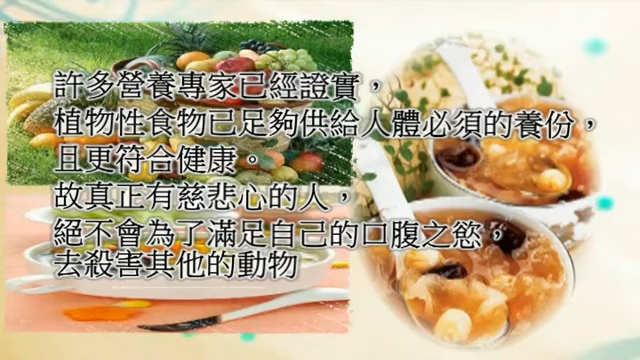 許多營養專家已經證實，
植物性食物已足夠供給人體必須的養份，
且更符合健康。
故真正有慈悲心的人，
絕不會為了滿足自己的口腹之慾，
去殺害其他的動物